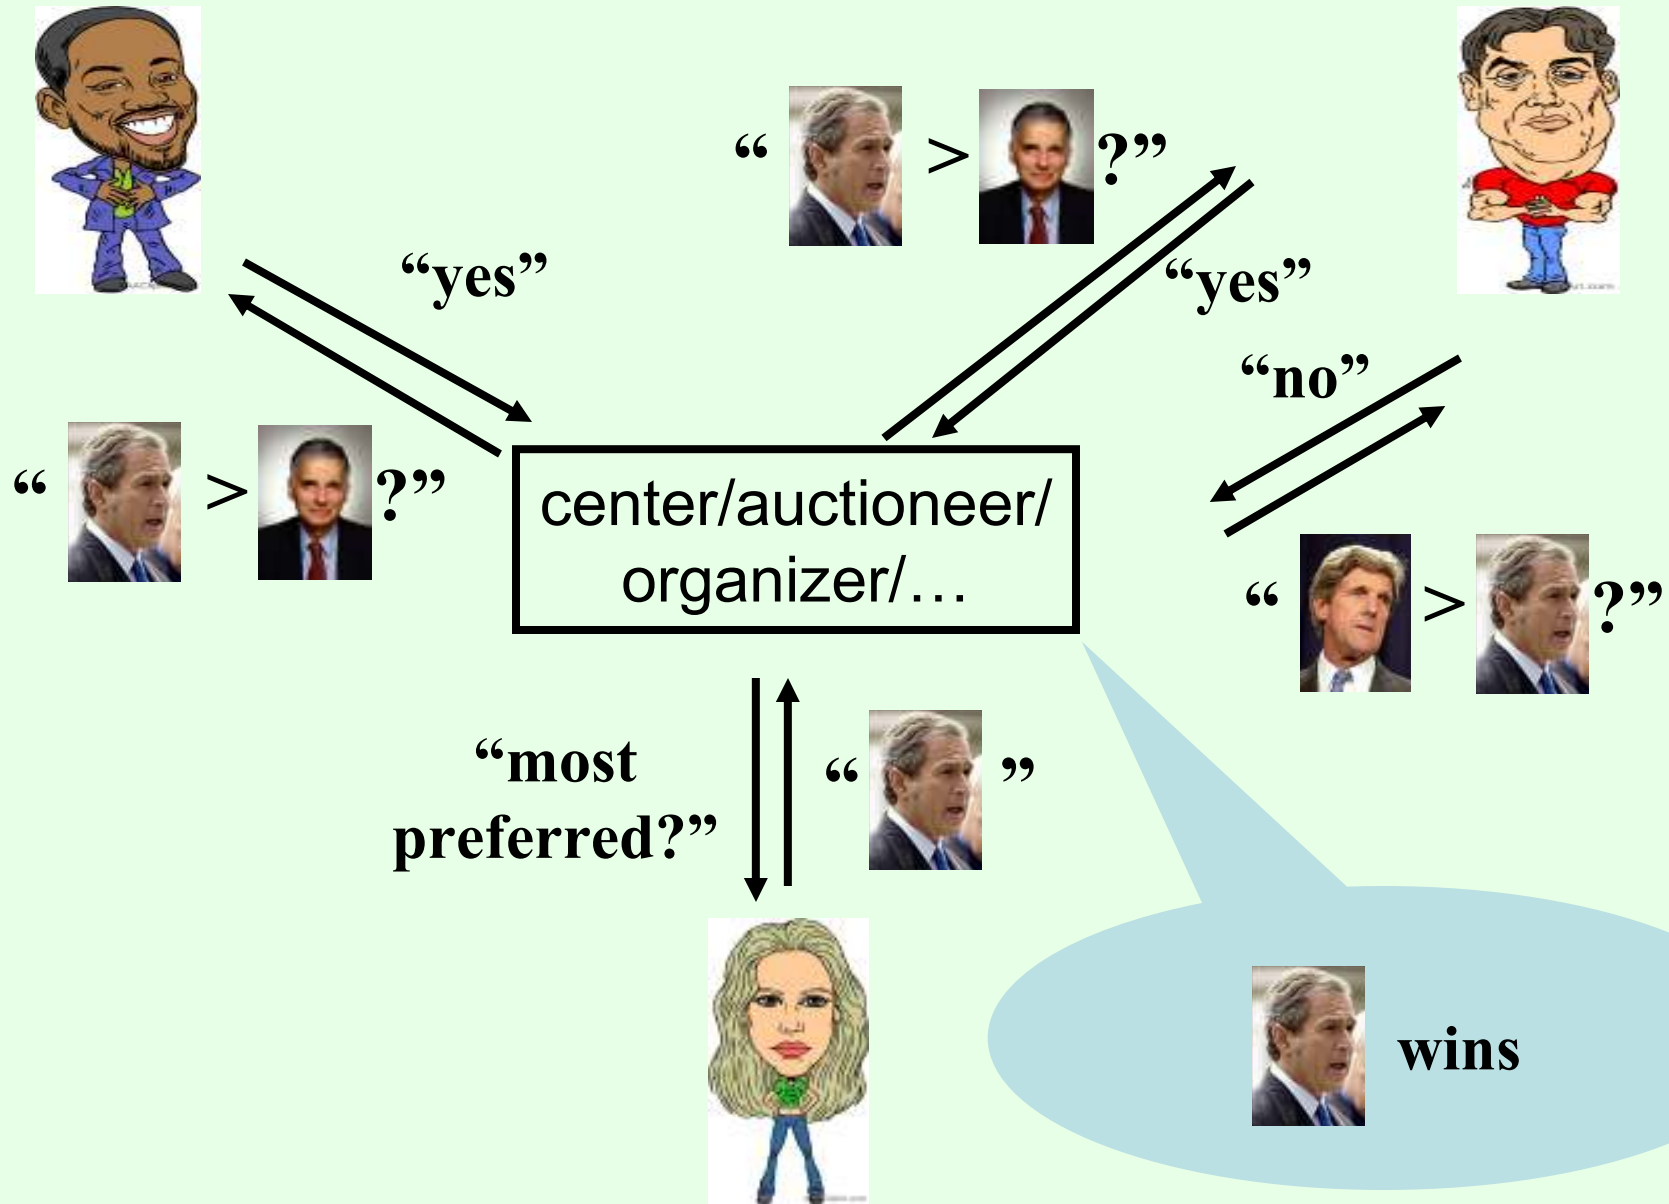 “ > ?”
“yes”
“yes”
“no”
“ > ?”
center/auctioneer/
organizer/…
“ > ?”
“most
preferred?”
“ ”
wins